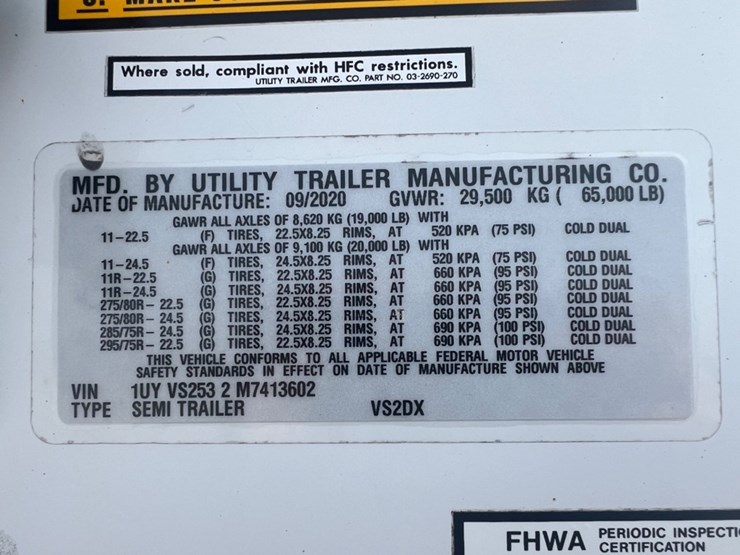 Where sold, compliant with HFC restrictions.
UTILITY TRAILER MFG. CO. PART NO. 03-2690-270
MFD. BY UTILITY TRAILER MANUFACTURING CO.
DATE OF MANUFACTURE: 09/2020 GVWR: 29,500 KG ( 65,000 LB)
GAWR ALL AXLES OF 8,620 KG (19,000 LB) WITH
11-22.5 (F) TIRES, 22.5X8.25 RIMS, AT 520 KPA (75 PSI) COLD DUAL
GAWR ALL AXLES OF 9,100 KG (20,000 LB) WITH
11-24.5 (F) TIRES, 24.5X8.25 RIMS, AT 520 KPA (75 PSI) COLD DUAL
11R-22.5 (G) TIRES, 22.5X8.25 RIMS, AT 660 KPA (95 PSI) COLD DUAL
11R-24.5 (G) TIRES, 24.5X8.25 RIMS, AT 660 KPA (95 PSI) COLD DUAL
275/80R- 22.5 (G) TIRES, 22.5X8.25 RIMS, AT 660 KPA (95 PSI) COLD DUAL
275/80R- 24.5 (G) TIRES, 24.5X8.25 RIMS, AT 660 KPA (95 PSI) COLD DUAL
285/75R- 24.5 (G) TIRES, 24.5X8.25 RIMS, AT 690 KPA (100 PSI) COLD DUAL
295/75R- 22.5 (G) TIRES, 22.5X8.25 RIMS, AT 690 KPA (100 PSI) COLD DUAL
THIS VEHICLE CONFORMS TO ALL APPLICABLE FEDERAL MOTOR VEHICLE
SAFETY STANDARDS IN EFFECT ON DATE OF MANUFACTURE SHOWN ABOVE
VIN 1UY VS253 2 M7413602
TYPE SEMI TRAILER VS2DX
FHWA PERIODIC INSPECTI
CERTIFICATION